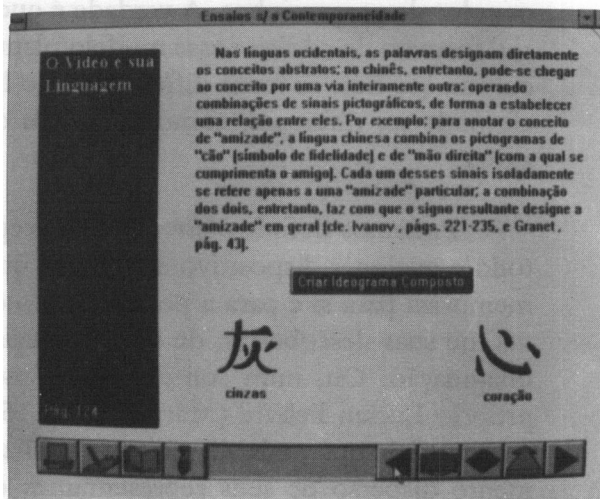 Ensaios s/ a Contemporaneidade
O Vídeo e sua
Linguagem
Nas línguas ocidentais, as palavras designam diretamente
os conceitos abstratos; no chinês, entretanto, pode-se chegar
ao conceito por uma via inteiramente outra: operando
combinações de sinais pictográficos, de forma a estabelecer
uma relação entre eles. Por exemplo: para anotar o conceito
de "amizade", a língua chinesa combina os pictogramas de
"cão" (símbolo de fidelidade) e de "mão direita" (com a qual se
cumprimenta o amigo). Cada um desses sinais isoladamente
se refere apenas a uma "amizade" particular; a combinação
dos dois, entretanto, faz com que o signo resultante designe a
"amizade" em geral (cfe. Ivanov , págs. 221-235, e Granet ,
pág. 43).
Criar Ideograma Composto
灰 心
cinzas coração
Pág. 124